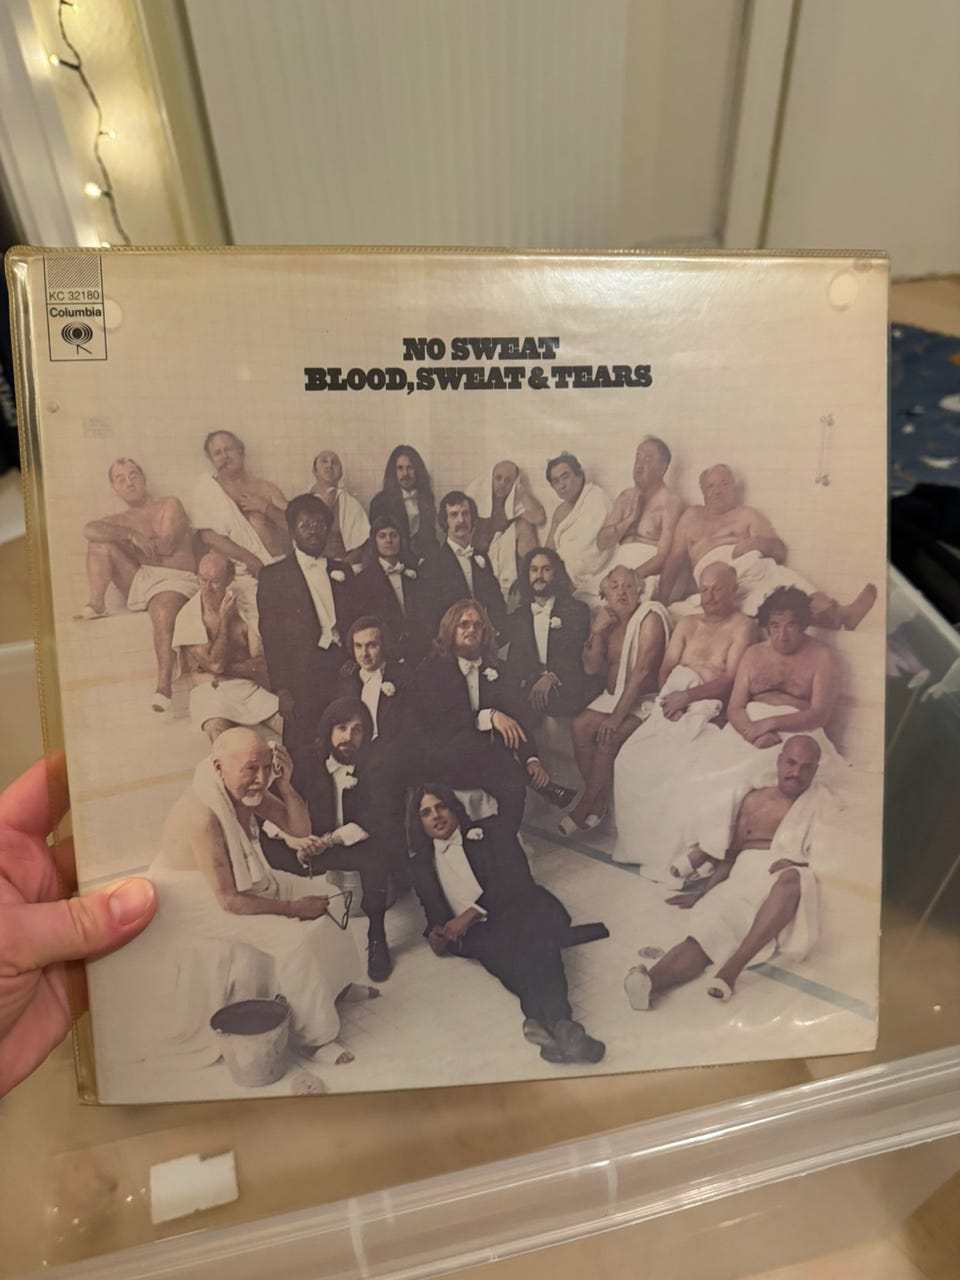 KC 32180
Columbia
NO SWEAT
BLOOD, SWEAT & TEARS